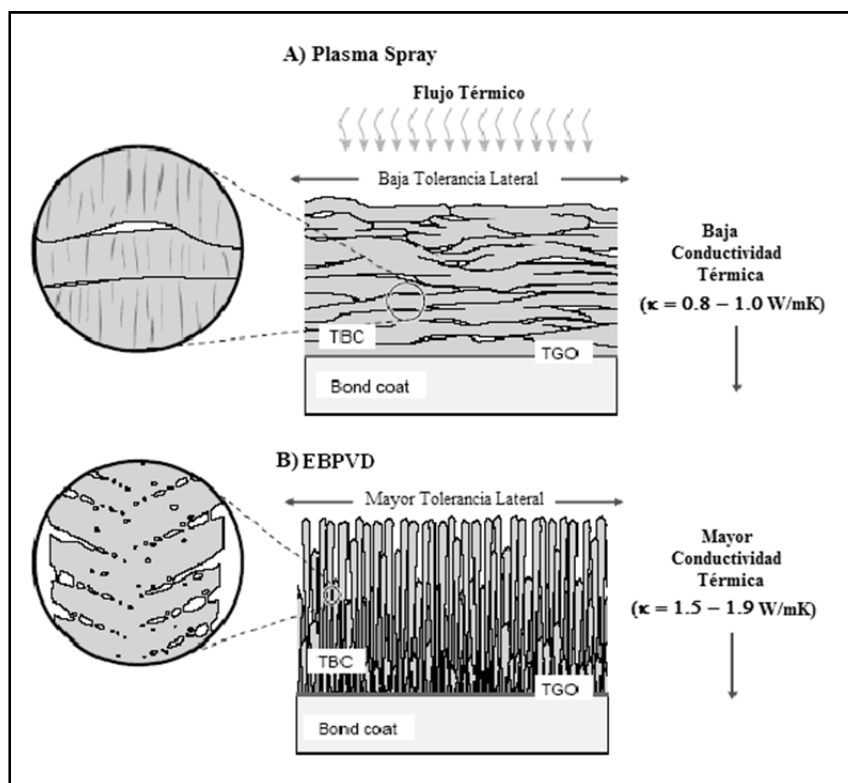 A) Plasma Spray
Flujo Térmico
Baja Tolerancia Lateral
Baja
Conductividad
Térmica
(κ = 0.8 – 1.0 W/mK)
TBC
TGO
Bond coat
B) EBPVD
Mayor Tolerancia Lateral
Mayor
Conductividad
Térmica
(κ = 1.5 – 1.9 W/mK)
TBC
TGO
Bond coat